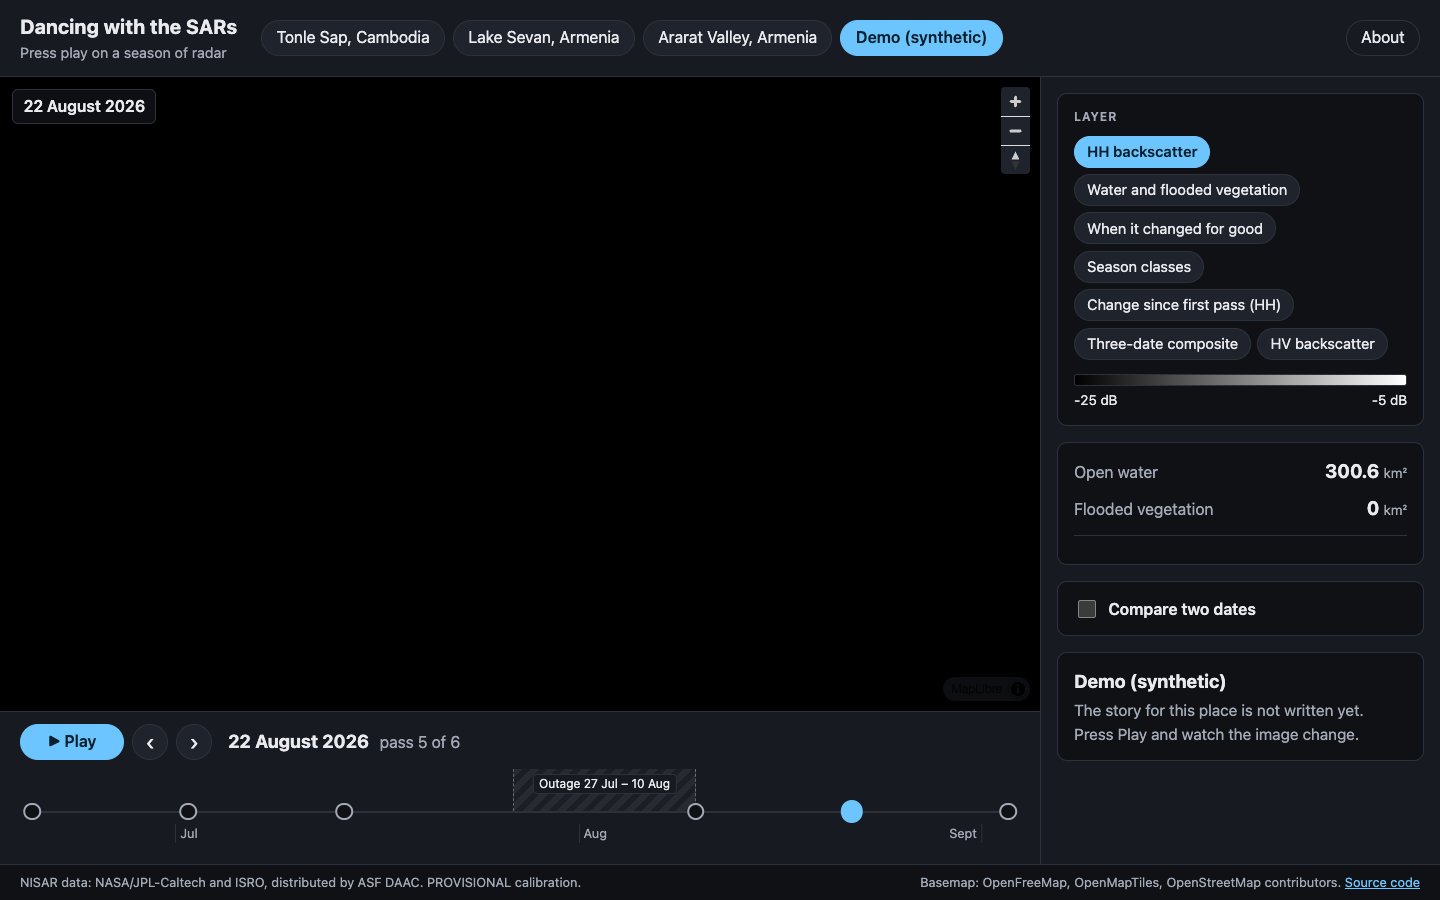 Dancing with the SARs
Press play on a season of radar
Tonle Sap, Cambodia
Lake Sevan, Armenia
Ararat Valley, Armenia
Demo (synthetic)
About
22 August 2026
LAYER
HH backscatter
Water and flooded vegetation
When it changed for good
Season classes
Change since first pass (HH)
Three-date composite
HV backscatter
-25 dB
-5 dB
Open water
300.6 km²
Flooded vegetation
0 km²
Compare two dates
Demo (synthetic)
The story for this place is not written yet.
Press Play and watch the image change.
MapLibre
Play
22 August 2026 pass 5 of 6
Outage 27 Jul – 10 Aug
Jul
Aug
Sept
NISAR data: NASA/JPL-Caltech and ISRO, distributed by ASF DAAC. PROVISIONAL calibration.
Basemap: OpenFreeMap, OpenMapTiles, OpenStreetMap contributors. Source code